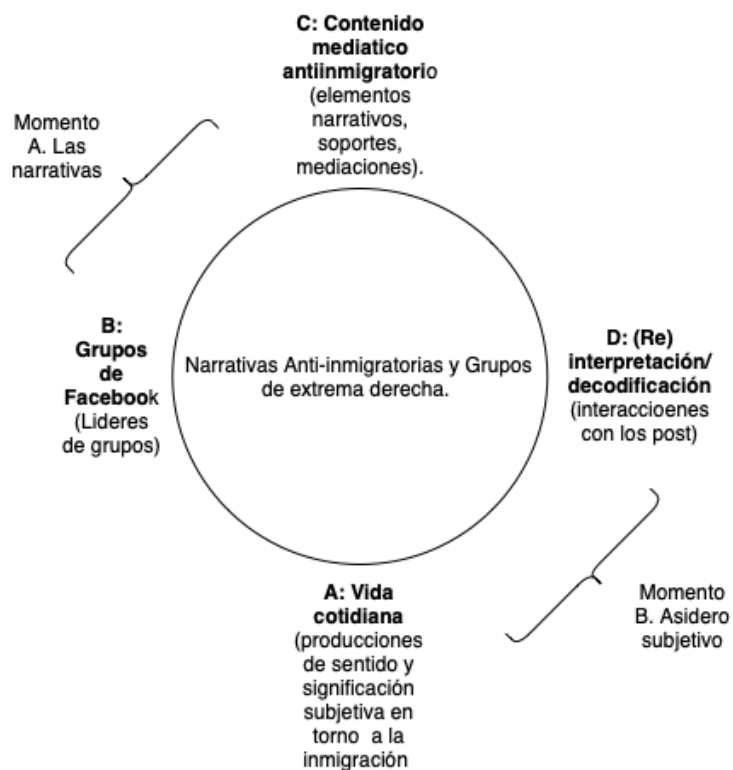 C: Contenido
mediatico
antiinmigratorio
(elementos
narrativos,
soportes,
mediaciones).
Momento
A. Las
narrativas
B:
Grupos
de
Facebook
(Lideres
de grupos)
Narrativas Anti-inmigratorias y Grupos
de extrema derecha.
D: (Re)
interpretación/
decodificación
(interaccioenes
con los post)
A: Vida
cotidiana
(producciones
de sentido y
significación
subjetiva en
torno a la
inmigración
Momento
B. Asidero
subjetivo